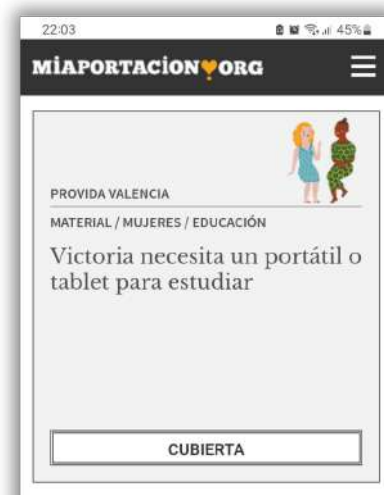 22:03
45%
MIAPORTACION ORG
PROVIDA VALENCIA
MATERIAL / MUJERES / EDUCACIÓN
Victoria necesita un portátil o
tablet para estudiar
CUBIERTA